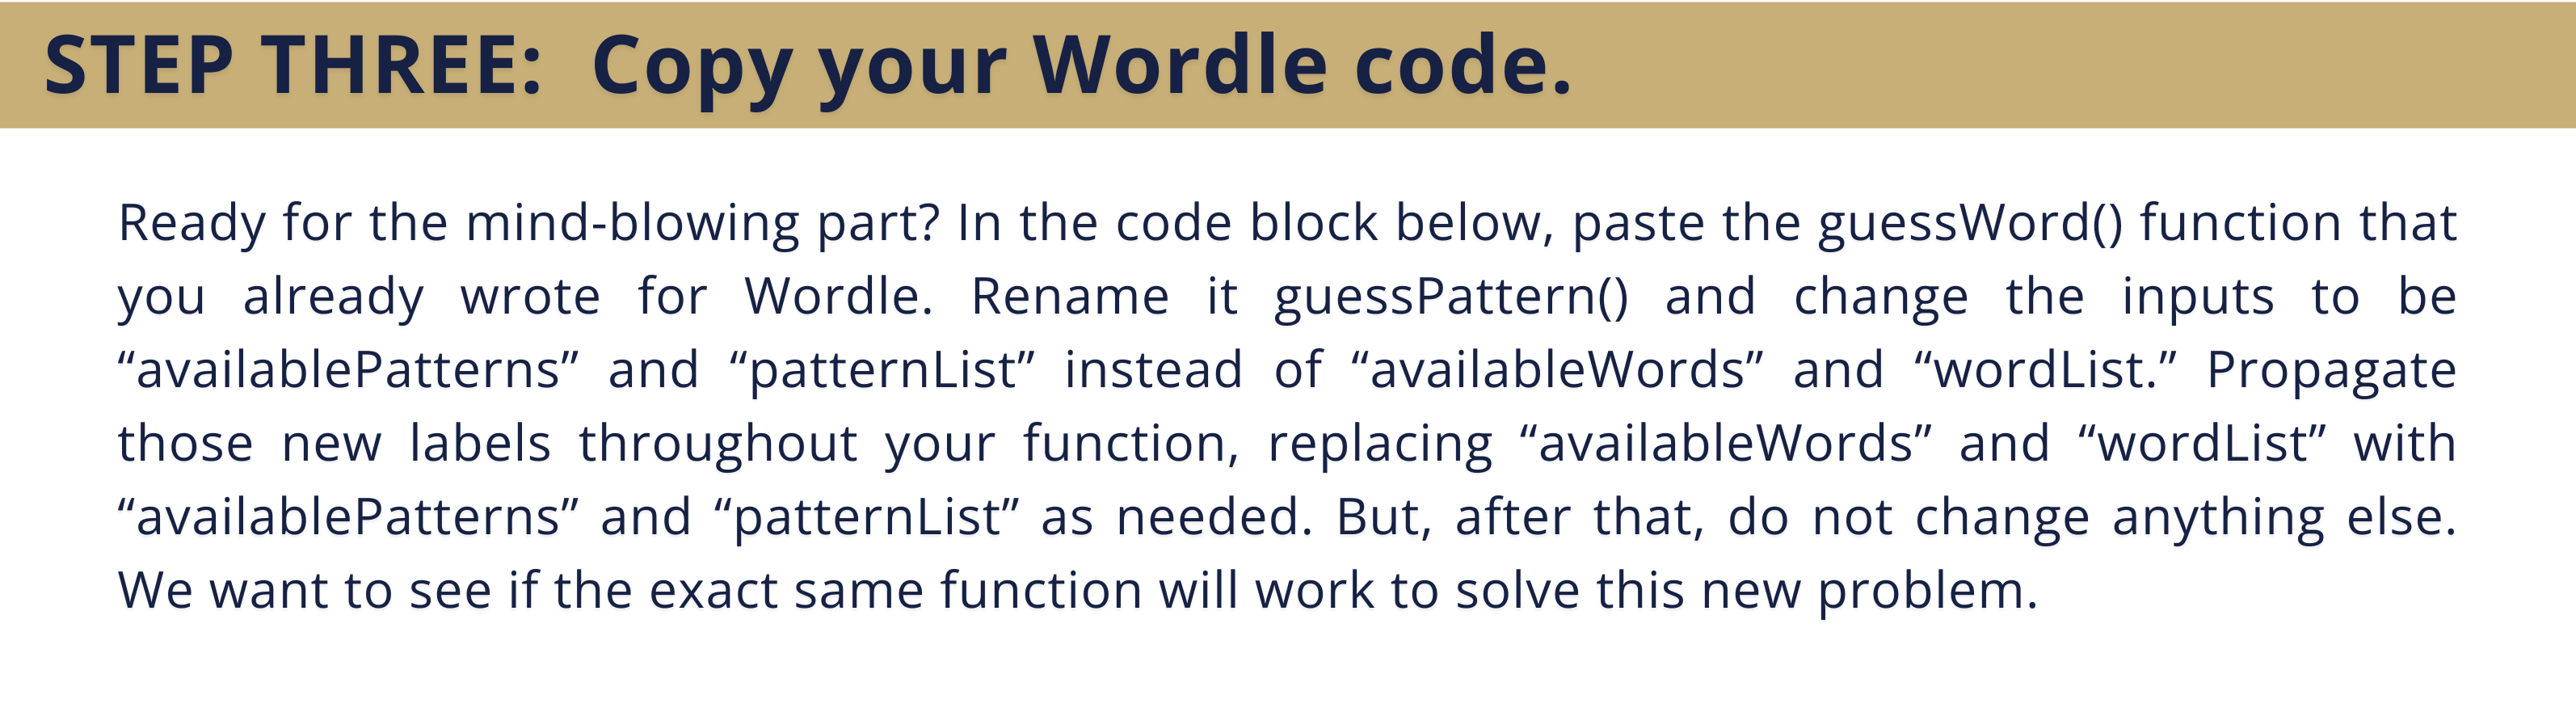 STEP THREE: Copy your Wordle code.
Ready for the mind-blowing part? In the code block below, paste the guessWord() function that
you already wrote for Wordle. Rename it guessPattern() and change the inputs to be
“availablePatterns” and “patternList” instead of “availableWords” and “wordList.” Propagate
those new labels throughout your function, replacing “availableWords” and “wordList” with
“availablePatterns” and “patternList” as needed. But, after that, do not change anything else.
We want to see if the exact same function will work to solve this new problem.